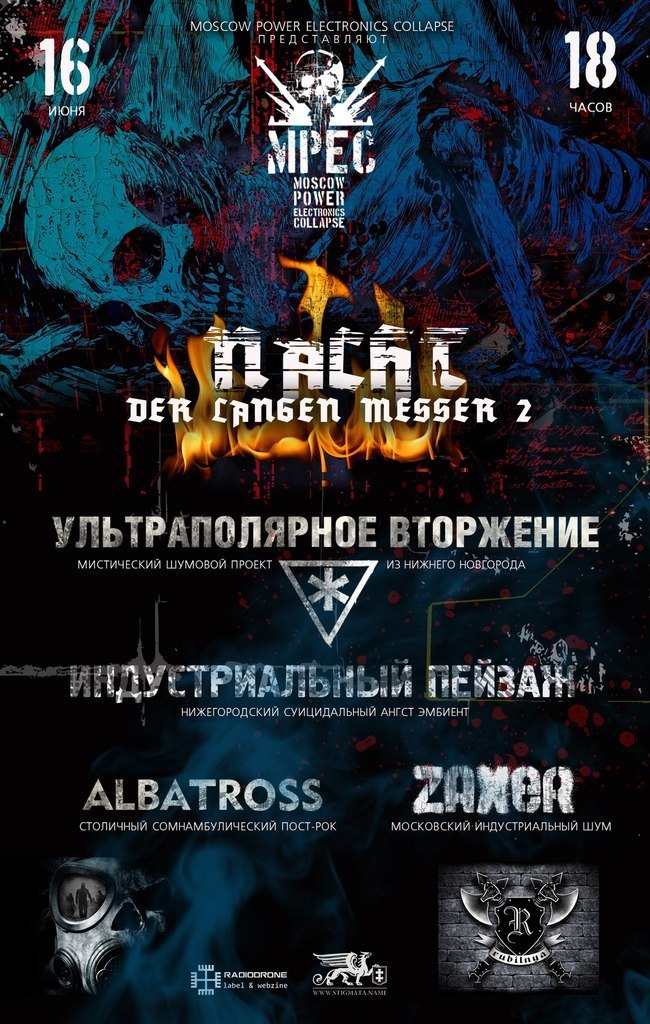 MOSCOW POWER ELECTRONICS COLLAPSE
ПРЕДСТАВЛЯЮТ
16
ИЮНЯ
18
ЧАСОВ
MPEC
MOSCOW
POWER
ELECTRONICS
COLLAPSE
NACHT
DER LANGEN MESSER 2
УЛЬТРАПОЛЯРНОЕ ВТОРЖЕНИЕ
МИСТИЧЕСКИЙ ШУМОВОЙ ПРОЕКТ ИЗ НИЖНЕГО НОВГОРОДА
ИНДУСТРИАЛЬНЫЙ ПЕЙЗАЖ
НИЖЕГОРОДСКИЙ СУИЦИДАЛЬНЫЙ АНГСТ ЭМБИЕНТ
ALBATROSS
СТОЛИЧНЫЙ СОМНАМБУЛИЧЕСКИЙ ПОСТ-РОК
ZAMER
МОСКОВСКИЙ ИНДУСТРИАЛЬНЫЙ ШУМ
R
rubilnya
RADIODRONE
label & webzine
WWW.STIGMATA.NAME